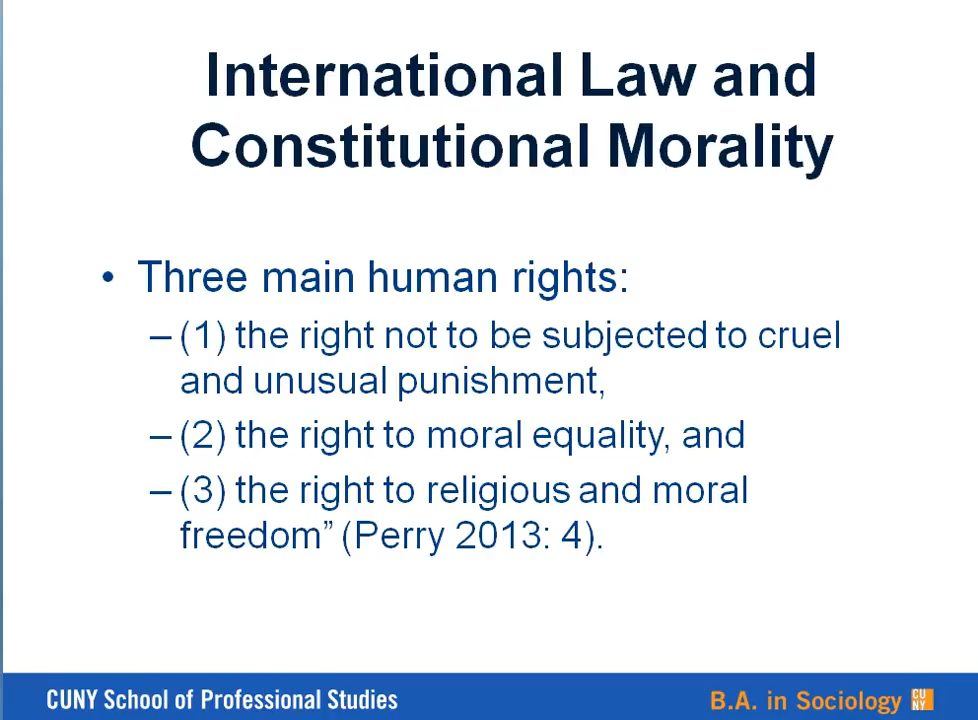 International Law and
Constitutional Morality
• Three main human rights:
– (1) the right not to be subjected to cruel
and unusual punishment,
– (2) the right to moral equality, and
– (3) the right to religious and moral
freedom” (Perry 2013: 4).
CUNY School of Professional Studies
B.A. in Sociology
CU
NY